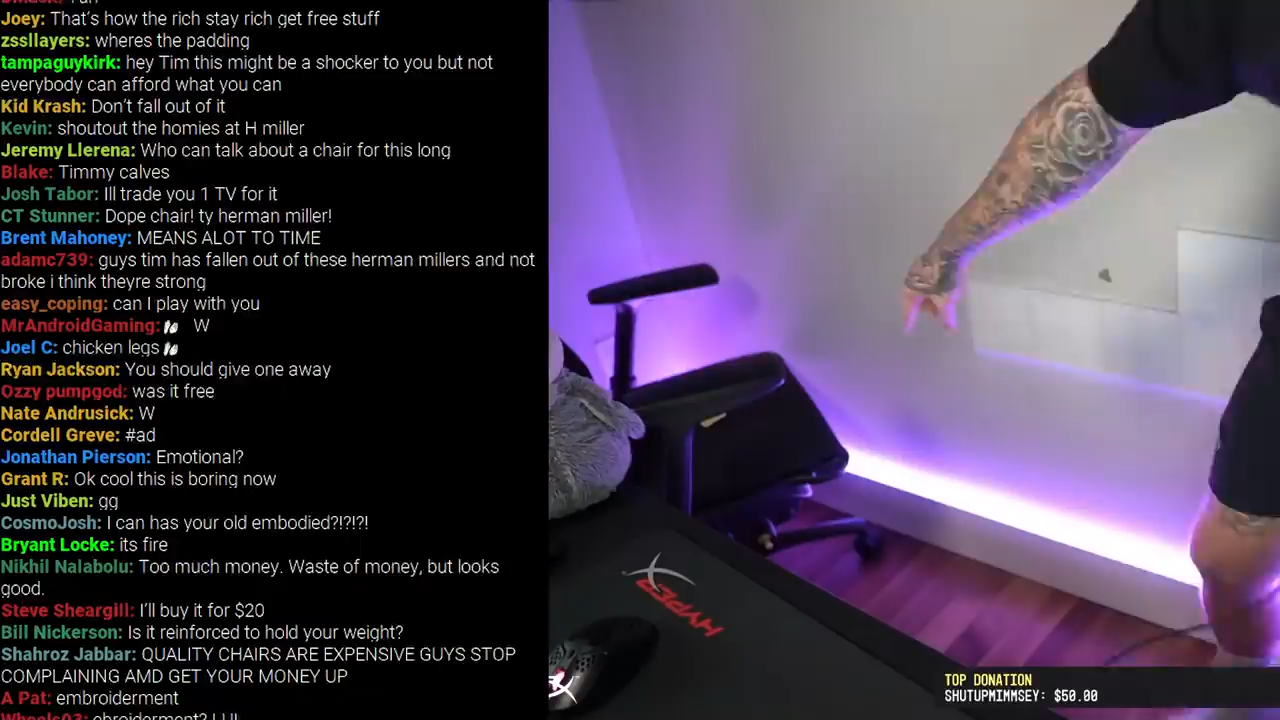 Joey: That's how the rich stay rich get free stuff
zssllayers: wheres the padding
tampaguykirk: hey Tim this might be a shocker to you but not
everybody can afford what you can
Kid Krash: Don't fall out of it
Kevin: shoutout the homies at H miller
Jeremy Llerena: Who can talk about a chair for this long
Blake: Timmy calves
Josh Tabor: Ill trade you 1 TV for it
CT Stunner: Dope chair! ty herman miller!
Brent Mahoney: MEANS ALOT TO TIME
adamc739: guys tim has fallen out of these herman millers and not
broke i think theyre strong
easy_coping: can I play with you
MrAndroidGaming: W
Joel C: chicken legs
Ryan Jackson: You should give one away
Ozzy pumpgod: was it free
Nate Andrusick: W
Cordell Greve: #ad
Jonathan Pierson: Emotional?
Grant R: Ok cool this is boring now
Just Viben: gg
CosmoJosh: I can has your old embodied?!?!?!
Bryant Locke: its fire
Nikhil Nalabolu: Too much money. Waste of money, but looks
good.
Steve Sheargill: I'll buy it for $20
Bill Nickerson: Is it reinforced to hold your weight?
Shahroz Jabbar: QUALITY CHAIRS ARE EXPENSIVE GUYS STOP
COMPLAINING AMD GET YOUR MONEY UP
A Pat: embroiderment
HYPERX
TOP DONATION
SHUTUPMIMMSEY: $50.00